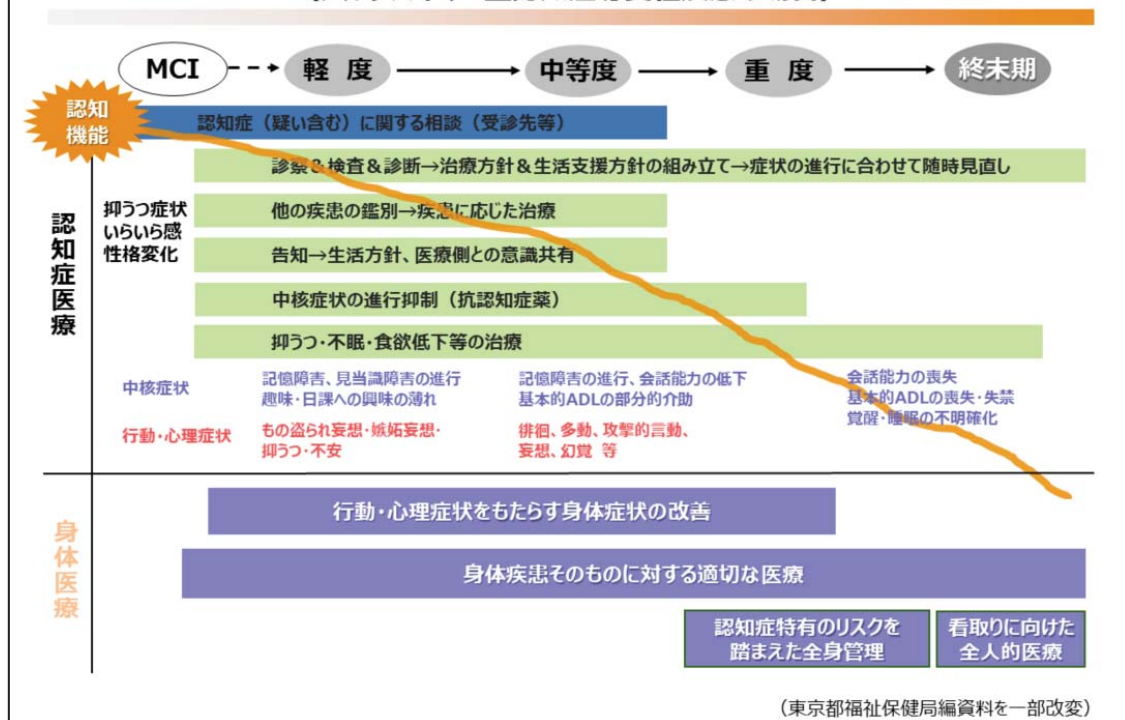 MCI
軽 度
中等度
重 度
終末期
認知
機能
認知症（疑い含む）に関する相談（受診先等）
診察＆検査＆診断→治療方針＆生活支援方針の組み立て→症状の進行に合わせて随時見直し
認知症医療
抑うつ症状
いらいら感
性格変化
他の疾患の鑑別→疾患に応じた治療
告知→生活方針、医療側との意識共有
中核症状の進行抑制（抗認知症薬）
抑うつ・不眠・食欲低下等の治療
中核症状
記憶障害、見当識障害の進行
趣味・日課への興味の薄れ
記憶障害の進行、会話能力の低下
基本的ADLの部分的介助
会話能力の喪失
基本的ADLの喪失・失禁
覚醒・睡眠の不明確化
行動・心理症状
もの盗られ妄想・嫉妬妄想・
抑うつ・不安
徘徊、多動、攻撃的言動、
妄想、幻覚 等
身体医療
行動・心理症状をもたらす身体症状の改善
身体疾患そのものに対する適切な医療
認知症特有のリスクを
踏まえた全身管理
看取りに向けた
全人的医療
（東京都福祉保健局編資料を一部改変）